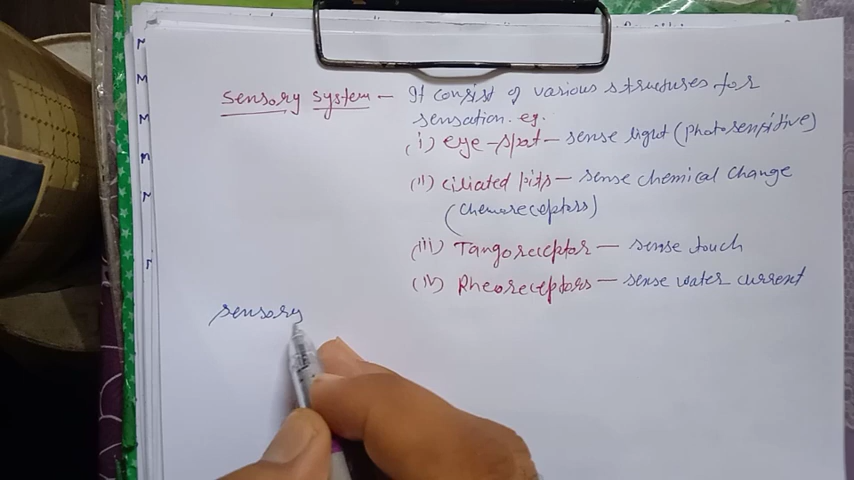 Sensory system — It consist of various structures for
sensation. eg.
(i) eye-spot — sense light (Photosensitive)
(ii) ciliated pits — sense chemical change
(Chemoreceptors)
(iii) Tangoreceptor — sense touch
(iv) Rheoreceptors — sense water current
sensory